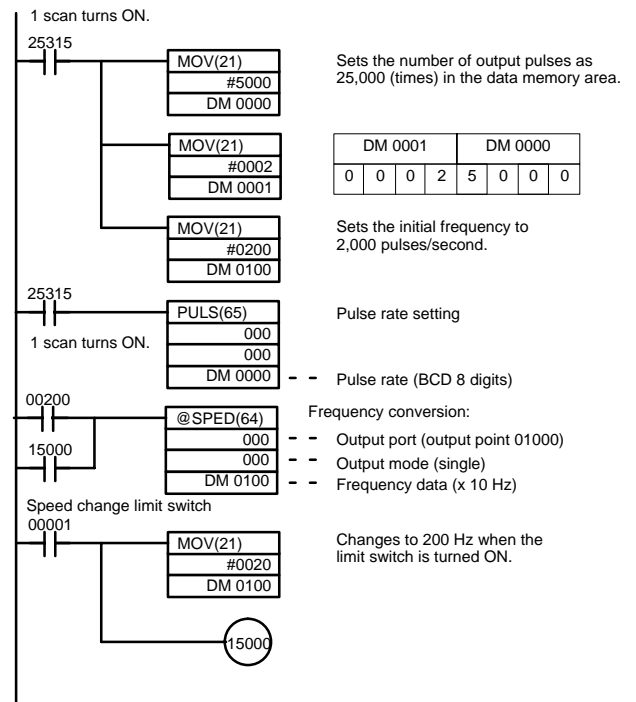 1 scan turns ON.
25315
MOV(21)
#5000
DM 0000
Sets the number of output pulses as
25,000 (times) in the data memory area.
MOV(21)
#0002
DM 0001
DM 0001 DM 0000
0 0 0 2 5 0 0 0
MOV(21)
#0200
DM 0100
Sets the initial frequency to
2,000 pulses/second.
25315
1 scan turns ON.
PULS(65)
000
000
DM 0000
Pulse rate setting
Pulse rate (BCD 8 digits)
00200
15000
@SPED(64)
000
000
DM 0100
Frequency conversion:
Output port (output point 01000)
Output mode (single)
Frequency data (x 10 Hz)
Speed change limit switch
00001
MOV(21)
#0020
DM 0100
Changes to 200 Hz when the
limit switch is turned ON.
15000